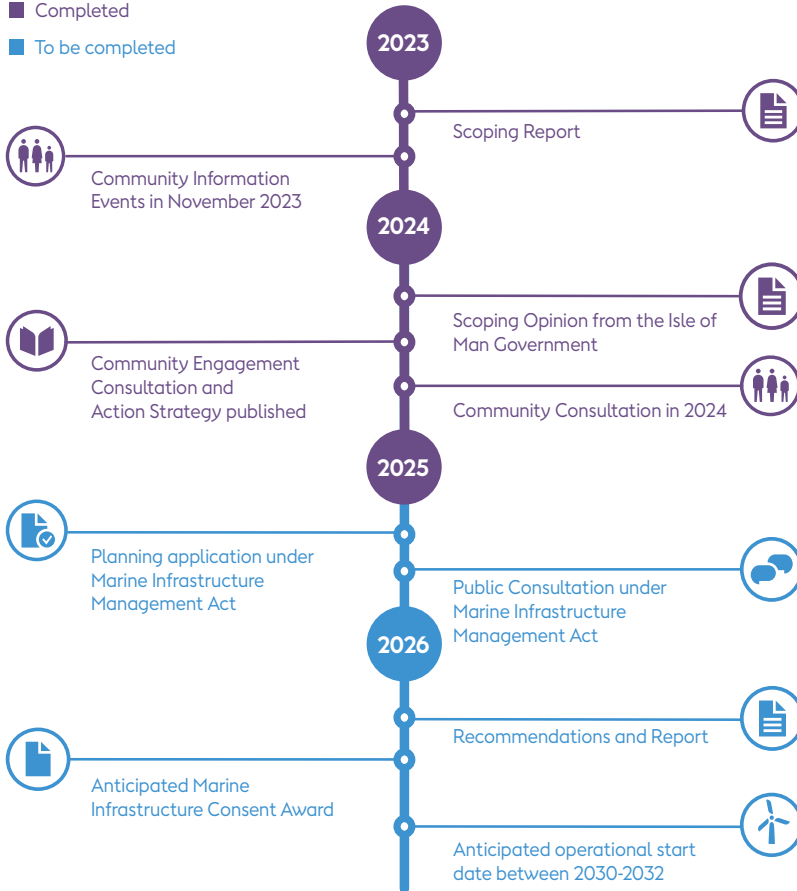 Completed
To be completed
2023
Scoping Report
Community Information
Events in November 2023
2024
Scoping Opinion from the Isle of
Man Government
Community Engagement
Consultation and
Action Strategy published
Community Consultation in 2024
2025
Planning application under
Marine Infrastructure
Management Act
Public Consultation under
Marine Infrastructure
Management Act
2026
Recommendations and Report
Anticipated Marine
Infrastructure Consent Award
Anticipated operational start
date between 2030-2032